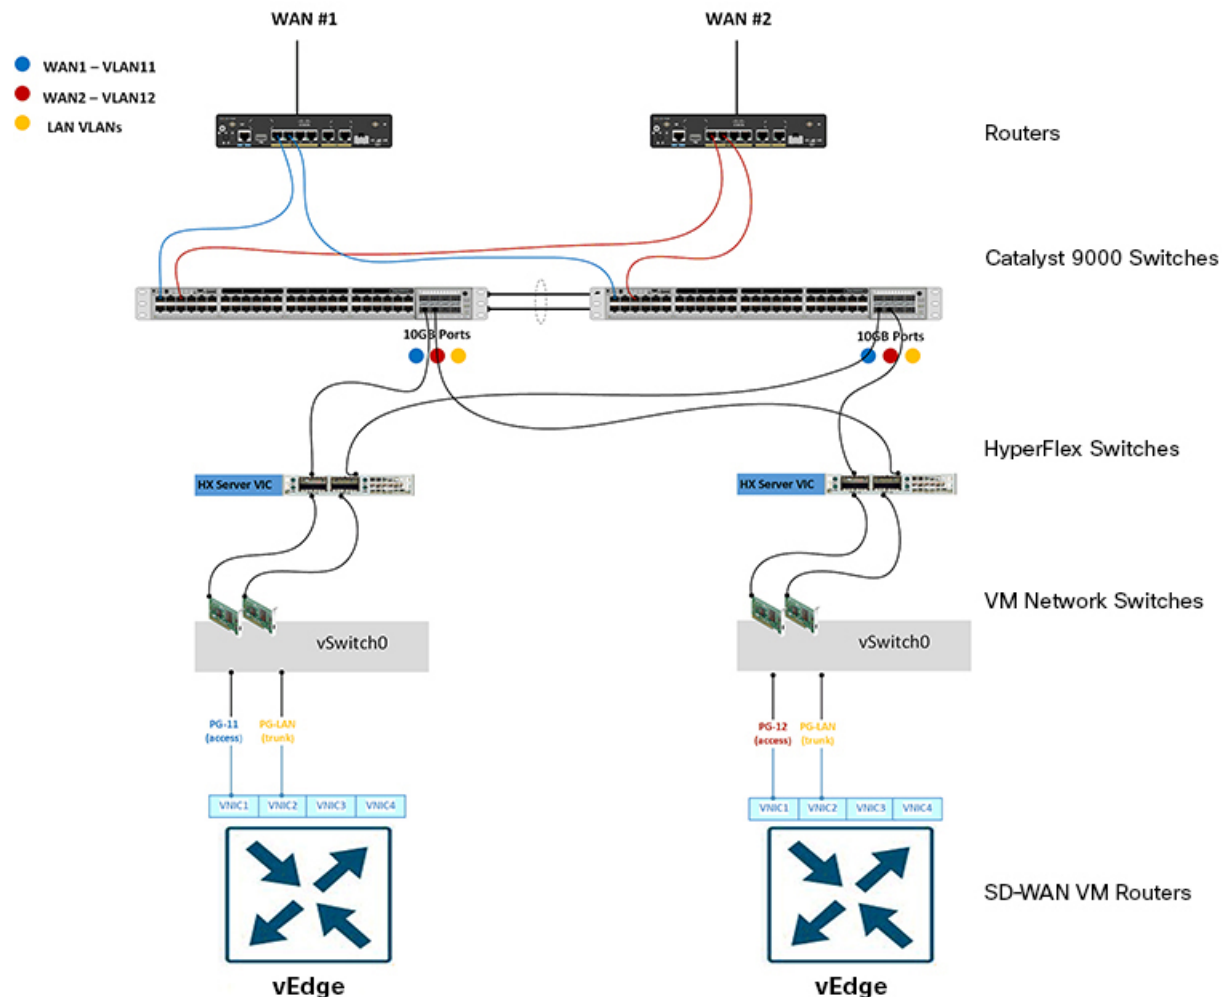 WAN #1
WAN #2
WAN1 – VLAN11
WAN2 – VLAN12
LAN VLANs
Routers
Catalyst 9000 Switches
10GB Ports
10GB Ports
HyperFlex Switches
HX Server VIC
HX Server VIC
VM Network Switches
vSwitch0
vSwitch0
PG-11
(access)
PG-LAN
(trunk)
PG-12
(access)
PG-LAN
(trunk)
VNIC1
VNIC2
VNIC3
VNIC4
VNIC1
VNIC2
VNIC3
VNIC4
SD-WAN VM Routers
vEdge
vEdge